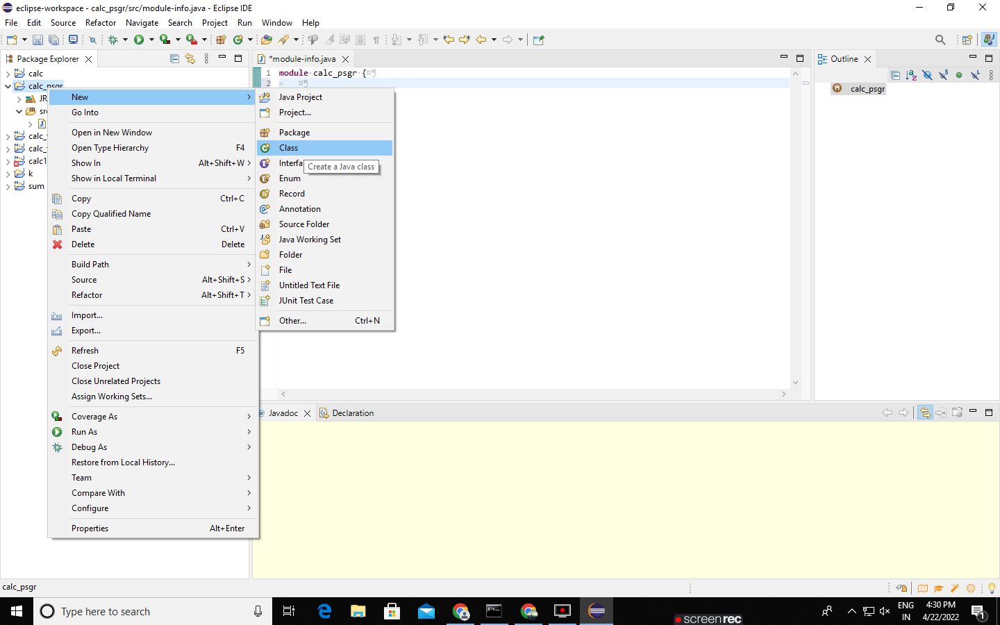 eclipse-workspace - calc_psgr/src/module-info.java - Eclipse IDE
File Edit Source Refactor Navigate Search Project Run Window Help
Package Explorer
*module-info.java
Outline
calc
calc_psgr
JR
src
calc_
calc_
calc1
k
sum
1 module calc_psgr {
2
calc_psgr
New
Go Into
Open in New Window
Open Type Hierarchy F4
Show In Alt+Shift+W
Show in Local Terminal
Copy Ctrl+C
Copy Qualified Name
Paste Ctrl+V
Delete Delete
Build Path
Source Alt+Shift+S
Refactor Alt+Shift+T
Import...
Export...
Refresh F5
Close Project
Close Unrelated Projects
Assign Working Sets...
Coverage As
Run As
Debug As
Restore from Local History...
Team
Compare With
Configure
Properties Alt+Enter
Java Project
Project...
Package
Class
Interfa
Create a Java class
Enum
Record
Annotation
Source Folder
Java Working Set
Folder
File
Untitled Text File
JUnit Test Case
Other... Ctrl+N
@ Javadoc
Declaration
calc_psgr
Type here to search
ENG
IN
4:30 PM
4/22/2022
1
screenrec